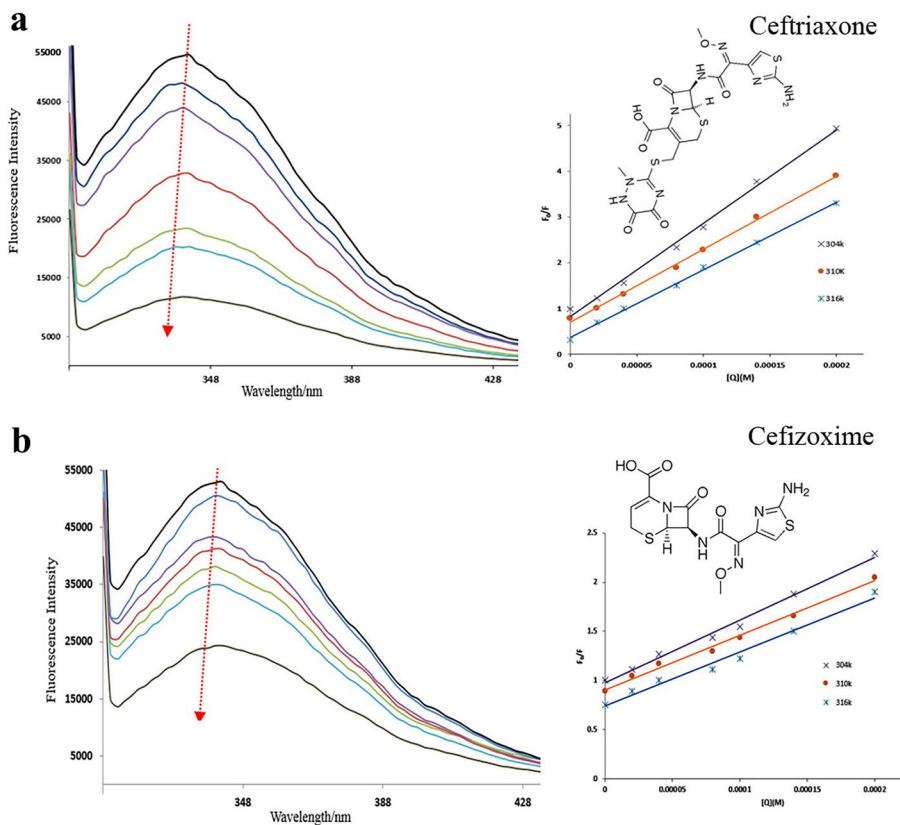 a
Ceftriaxone
55000
45000
35000
25000
15000
5000
Fluorescence Intensity
348
388
428
Wavelength/nm
O
N
HN
O
N
S
NH₂
O
N
H
HO
O
S
S
N
N
HN
N
O
O
5
4
3
2
1
0
F₀/F
304k
310K
316k
0
0.00005
0.0001
0.00015
0.0002
[Q](M)
b
Cefizoxime
55000
45000
35000
25000
15000
5000
Fluorescence Intensity
348
388
428
Wavelength/nm
HO
O
O
N
S
H
N
H
O
N
S
NH₂
N
O
2.5
2
1.5
1
0.5
0
F₀/F
304k
310k
316k
0
0.00005
0.0001
0.00015
0.0002
[Q](M)